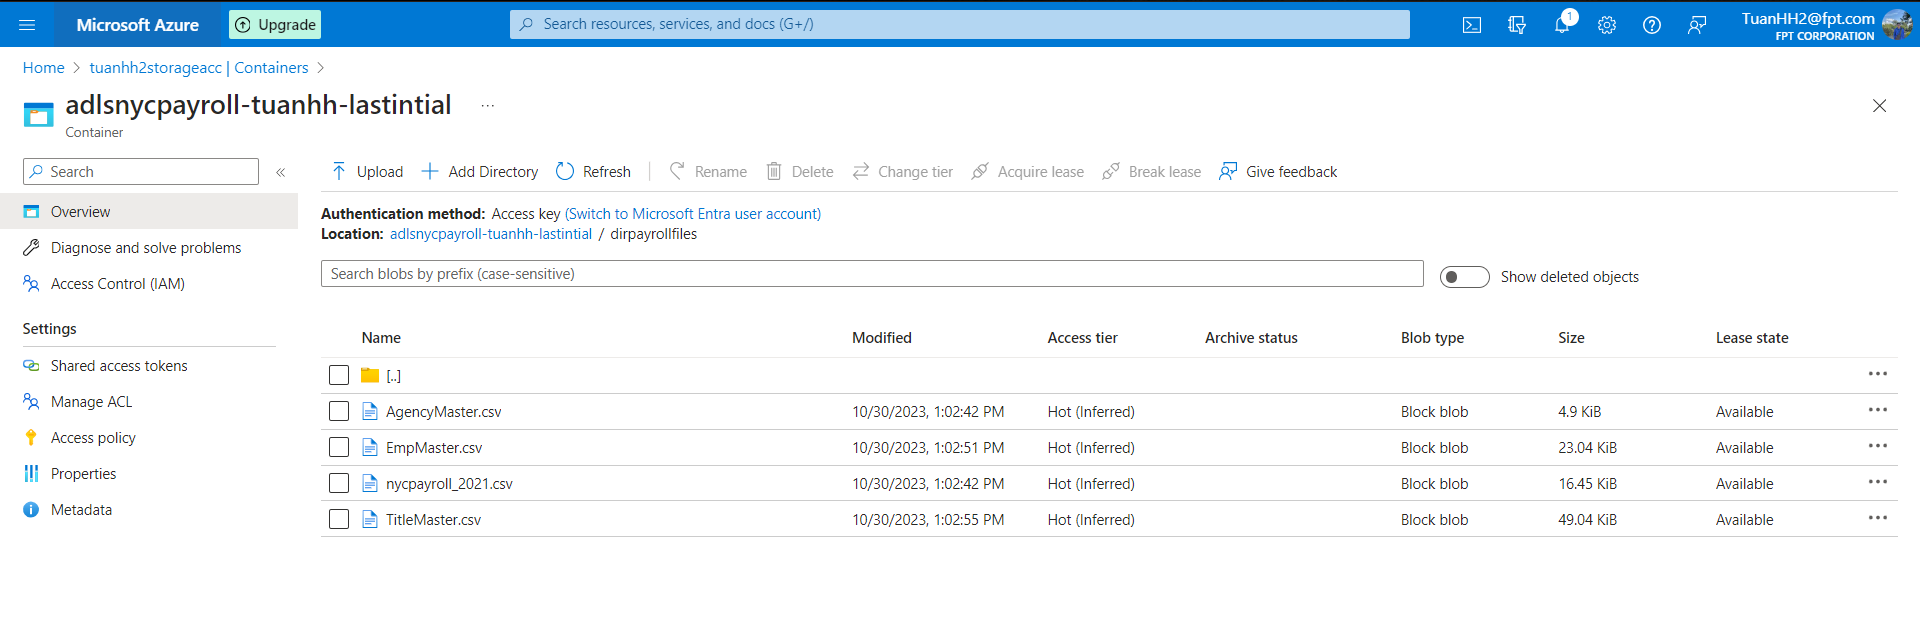 Microsoft Azure
Upgrade
Search resources, services, and docs (G+/)
1
TuanHH2@fpt.com
FPT CORPORATION
Home > tuanhh2storageacc | Containers >
adlsnycpayroll-tuanhh-lastintial ...
Container
Search
«
Overview
Diagnose and solve problems
Access Control (IAM)
Settings
Shared access tokens
Manage ACL
Access policy
Properties
Metadata
Upload Add Directory Refresh Rename Delete Change tier Acquire lease Break lease Give feedback
Authentication method: Access key (Switch to Microsoft Entra user account)
Location: adlsnycpayroll-tuanhh-lastintial / dirpayrollfiles
Search blobs by prefix (case-sensitive)
Show deleted objects
Name Modified Access tier Archive status Blob type Size Lease state
[..]
AgencyMaster.csv 10/30/2023, 1:02:42 PM Hot (Inferred) Block blob 4.9 KiB Available
EmpMaster.csv 10/30/2023, 1:02:51 PM Hot (Inferred) Block blob 23.04 KiB Available
nycpayroll_2021.csv 10/30/2023, 1:02:42 PM Hot (Inferred) Block blob 16.45 KiB Available
TitleMaster.csv 10/30/2023, 1:02:55 PM Hot (Inferred) Block blob 49.04 KiB Available